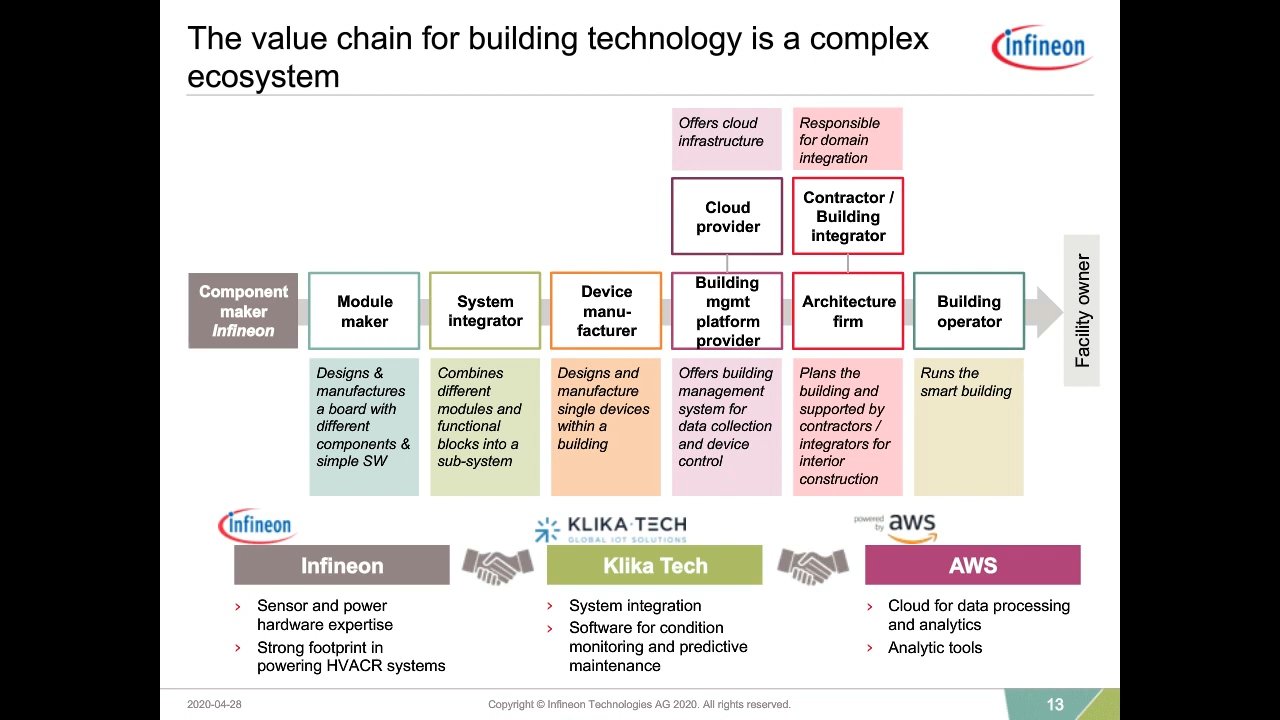 The value chain for building technology is a complex
ecosystem
infineon
Offers cloud
infrastructure
Responsible
for domain
integration
Cloud
provider
Contractor /
Building
integrator
Component
maker
Infineon
Module
maker
System
integrator
Device
manu-
facturer
Building
mgmt
platform
provider
Architecture
firm
Building
operator
Facility owner
Designs &
manufactures
a board with
different
components &
simple SW
Combines
different
modules and
functional
blocks into a
sub-system
Designs and
manufacture
single devices
within a
building
Offers building
management
system for
data collection
and device
control
Plans the
building and
supported by
contractors /
integrators for
interior
construction
Runs the
smart building
infineon
KLIKA·TECH
GLOBAL IOT SOLUTIONS
powered
by
aws
Infineon
Klika Tech
AWS
› Sensor and power
hardware expertise
› Strong footprint in
powering HVACR systems
› System integration
› Software for condition
monitoring and predictive
maintenance
› Cloud for data processing
and analytics
› Analytic tools
2020-04-28
Copyright © Infineon Technologies AG 2020. All rights reserved.
13